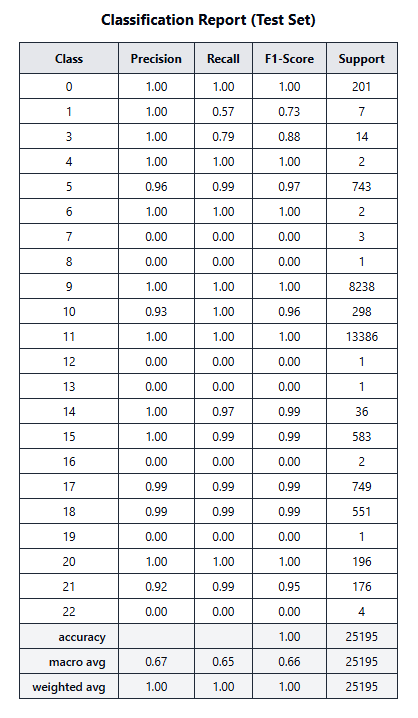 Classification Report (Test Set)
Class Precision Recall F1-Score Support
0 1.00 1.00 1.00 201
1 1.00 0.57 0.73 7
3 1.00 0.79 0.88 14
4 1.00 1.00 1.00 2
5 0.96 0.99 0.97 743
6 1.00 1.00 1.00 2
7 0.00 0.00 0.00 3
8 0.00 0.00 0.00 1
9 1.00 1.00 1.00 8238
10 0.93 1.00 0.96 298
11 1.00 1.00 1.00 13386
12 0.00 0.00 0.00 1
13 0.00 0.00 0.00 1
14 1.00 0.97 0.99 36
15 1.00 0.99 0.99 583
16 0.00 0.00 0.00 2
17 0.99 0.99 0.99 749
18 0.99 0.99 0.99 551
19 0.00 0.00 0.00 1
20 1.00 1.00 1.00 196
21 0.92 0.99 0.95 176
22 0.00 0.00 0.00 4
accuracy 1.00 25195
macro avg 0.67 0.65 0.66 25195
weighted avg 1.00 1.00 1.00 25195